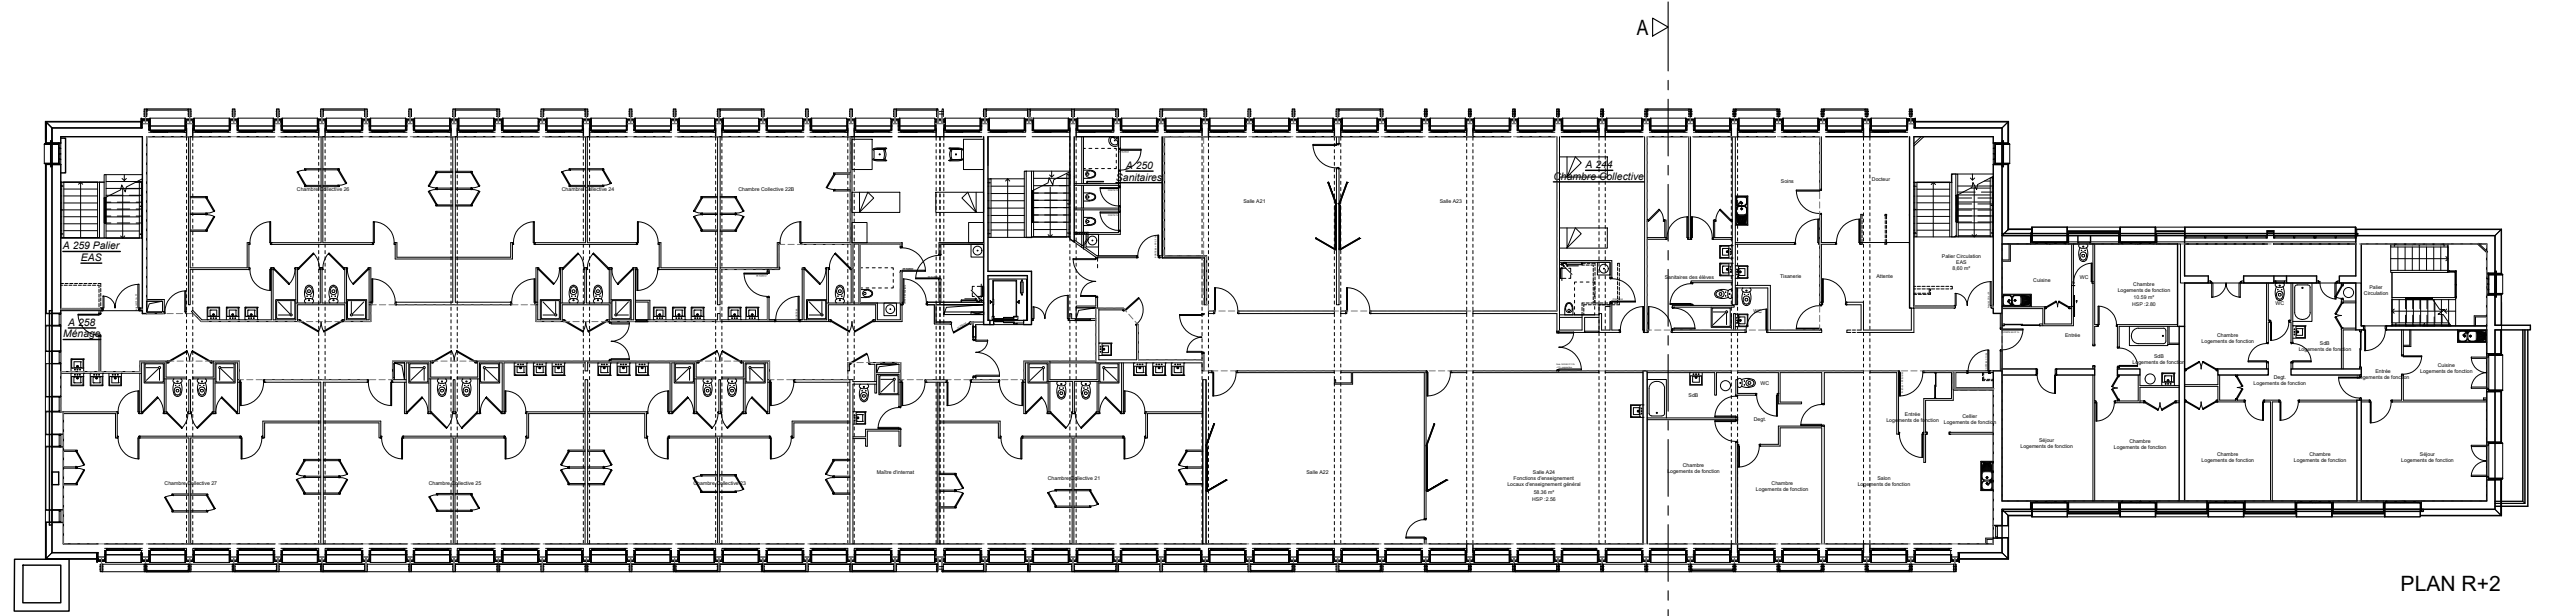 A
A 250
Sanitaires
A 244
Chambre Collective
Chambre Collective 26
Chambre Collective 24
Chambre Collective 22B
Salle A21
Salle A23
Soins
Docteur
A 259 Palier
EAS
Palier Circulation
EAS
8,60 m²
Sanitaires des élèves
Tisanerie
Attente
Cuisine
WC
Chambre
Logements de fonction
10.59 m²
HSP :2.80
WC
Palier
Circulation
A 258
Ménage
WC
Entrée
Chambre
Logements de fonction
SdB
Logements de fonction
SdB
Logements de fonction
Cuisine
Logements de fonction
Entrée
Logements de fonction
Degt.
Logements de fonction
SdB
WC
Degt.
Entrée
Logements de fonction
Cellier
Logements de fonction
Séjour
Logements de fonction
Chambre
Logements de fonction
Chambre
Logements de fonction
Chambre
Logements de fonction
Séjour
Logements de fonction
Chambre Collective 27
Chambre Collective 25
Chambre Collective 23
Maître d'internat
Chambre Collective 21
Salle A22
Salle A24
Fonctions d'enseignement
Locaux d'enseignement général
58.36 m²
HSP :2.56
Chambre
Logements de fonction
Chambre
Logements de fonction
Salon
Logements de fonction
PLAN R+2